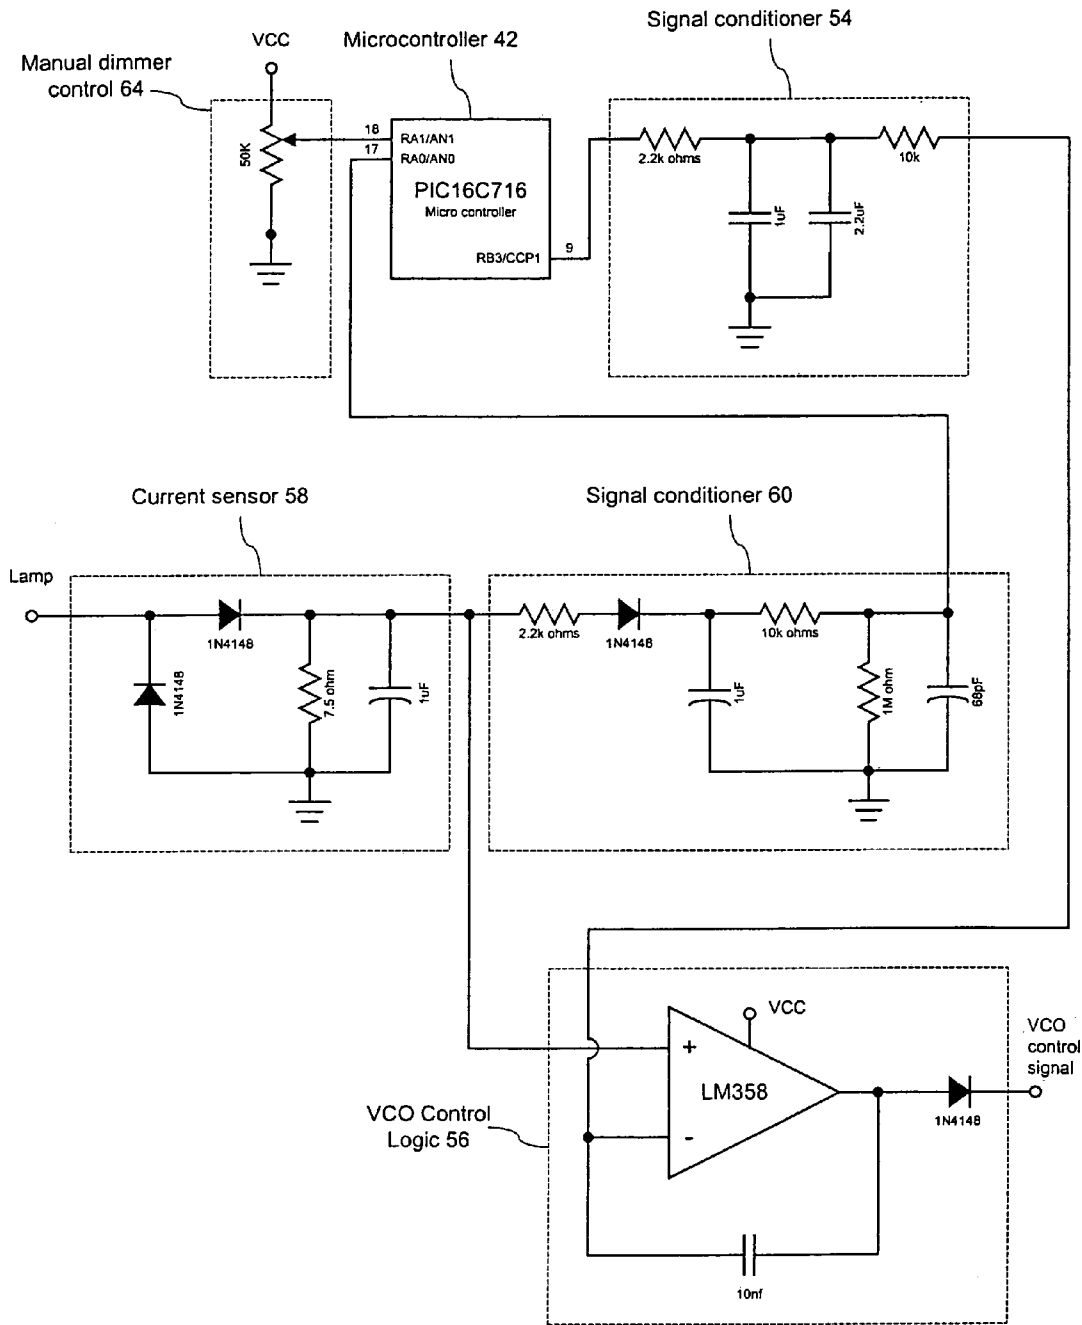 Signal conditioner 54
Microcontroller 42
VCC
Manual dimmer
control 64
50K
18
17
RA1/AN1
RA0/AN0
PIC16C716
Micro controller
RB3/CCP1
9
2.2k ohms
10k
1uF
2.2uF
Current sensor 58
Signal conditioner 60
Lamp
1N4148
1N4148
7.5 ohm
1uF
2.2k ohms
1N4148
10k ohms
1uF
1M ohm
68pF
VCC
VCO
control
signal
+
LM358
-
1N4148
VCO Control
Logic 56
10nf